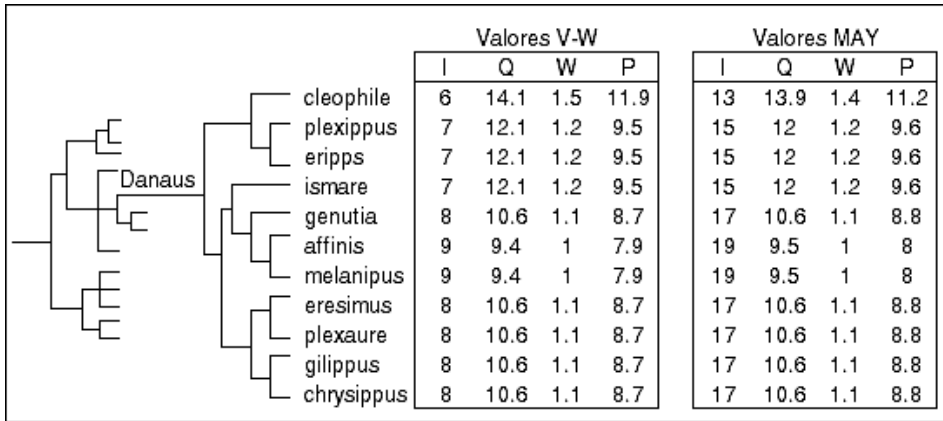 Valores V-W Valores MAY
I Q W P I Q W P
cleophile 6 14.1 1.5 11.9 13 13.9 1.4 11.2
plexippus 7 12.1 1.2 9.5 15 12 1.2 9.6
eripps 7 12.1 1.2 9.5 15 12 1.2 9.6
Danaus
ismare 7 12.1 1.2 9.5 15 12 1.2 9.6
genutia 8 10.6 1.1 8.7 17 10.6 1.1 8.8
affinis 9 9.4 1 7.9 19 9.5 1 8
melanipus 9 9.4 1 7.9 19 9.5 1 8
eresimus 8 10.6 1.1 8.7 17 10.6 1.1 8.8
plexaure 8 10.6 1.1 8.7 17 10.6 1.1 8.8
gilippus 8 10.6 1.1 8.7 17 10.6 1.1 8.8
chrysippus 8 10.6 1.1 8.7 17 10.6 1.1 8.8